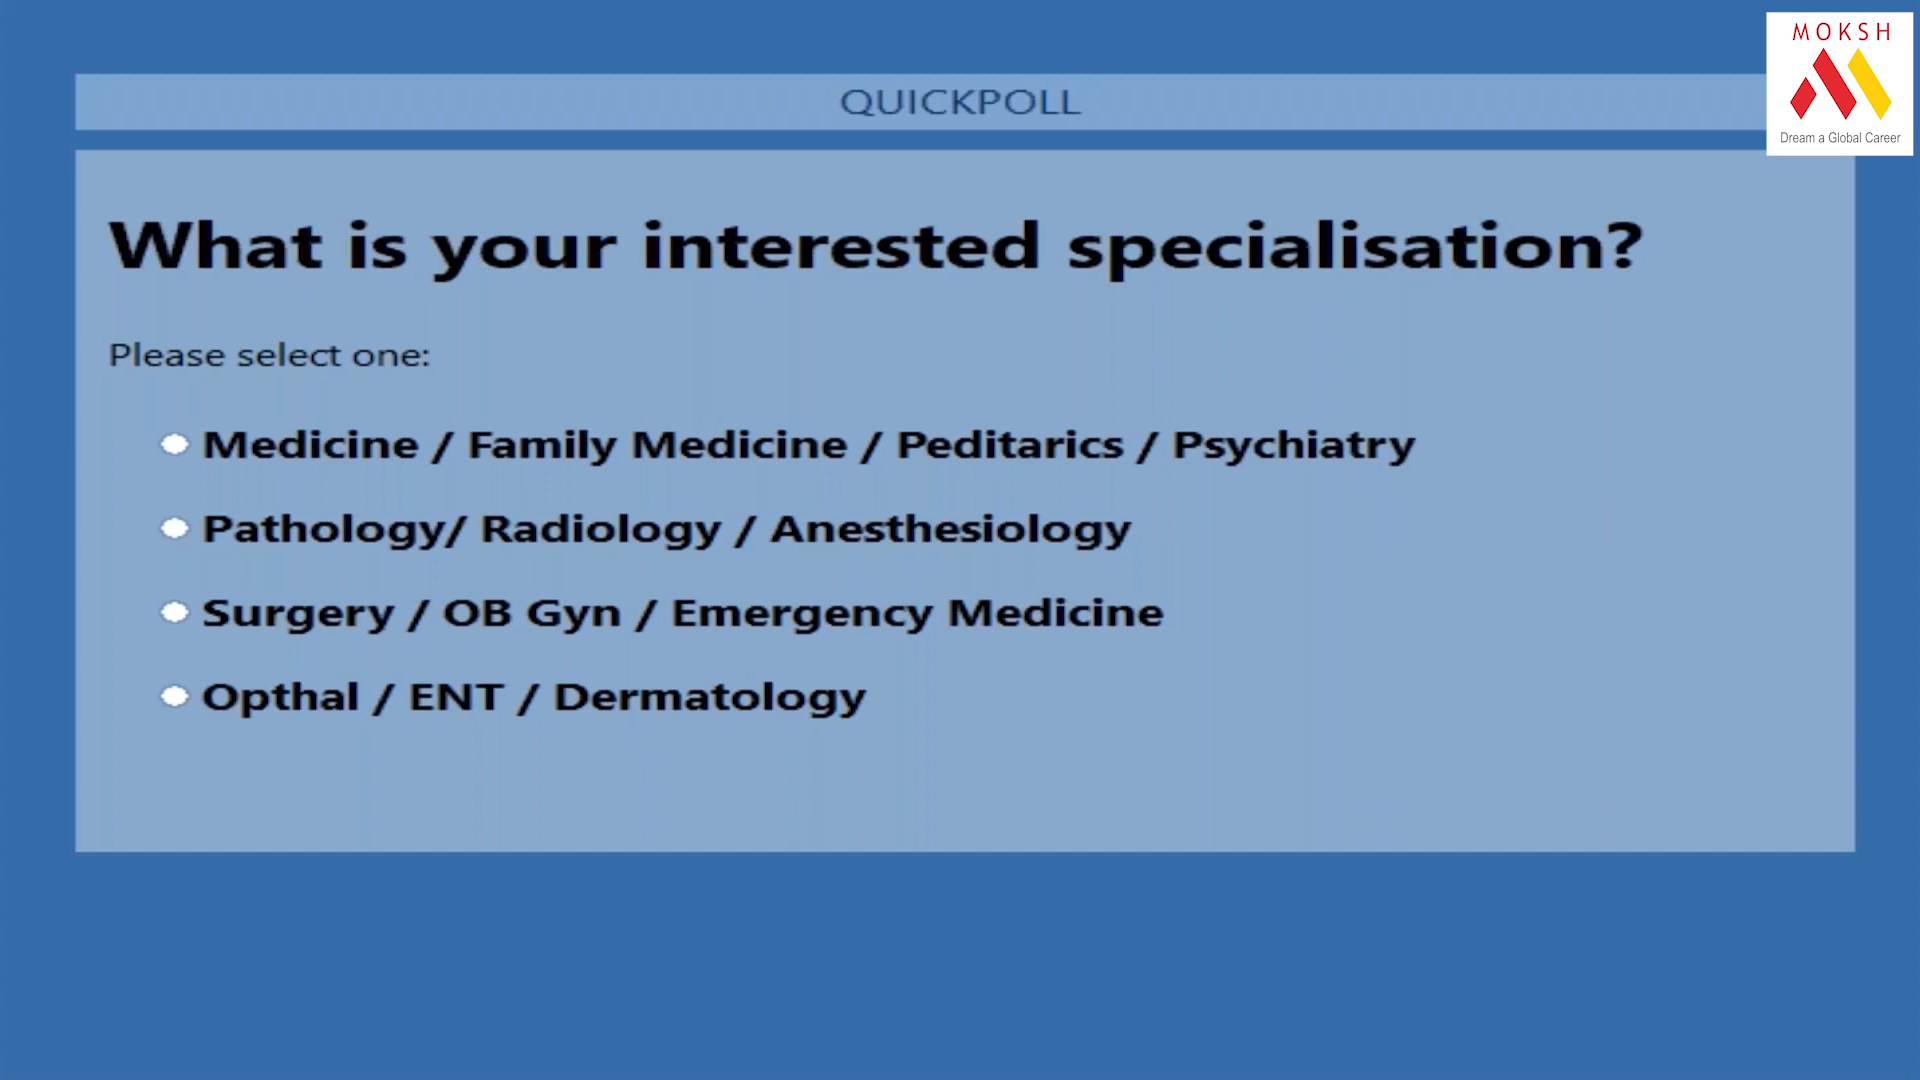 MOKSH
Dream a Global Career
QUICKPOLL
What is your interested specialisation?
Please select one:
Medicine / Family Medicine / Peditarics / Psychiatry
Pathology/ Radiology / Anesthesiology
Surgery / OB Gyn / Emergency Medicine
Opthal / ENT / Dermatology